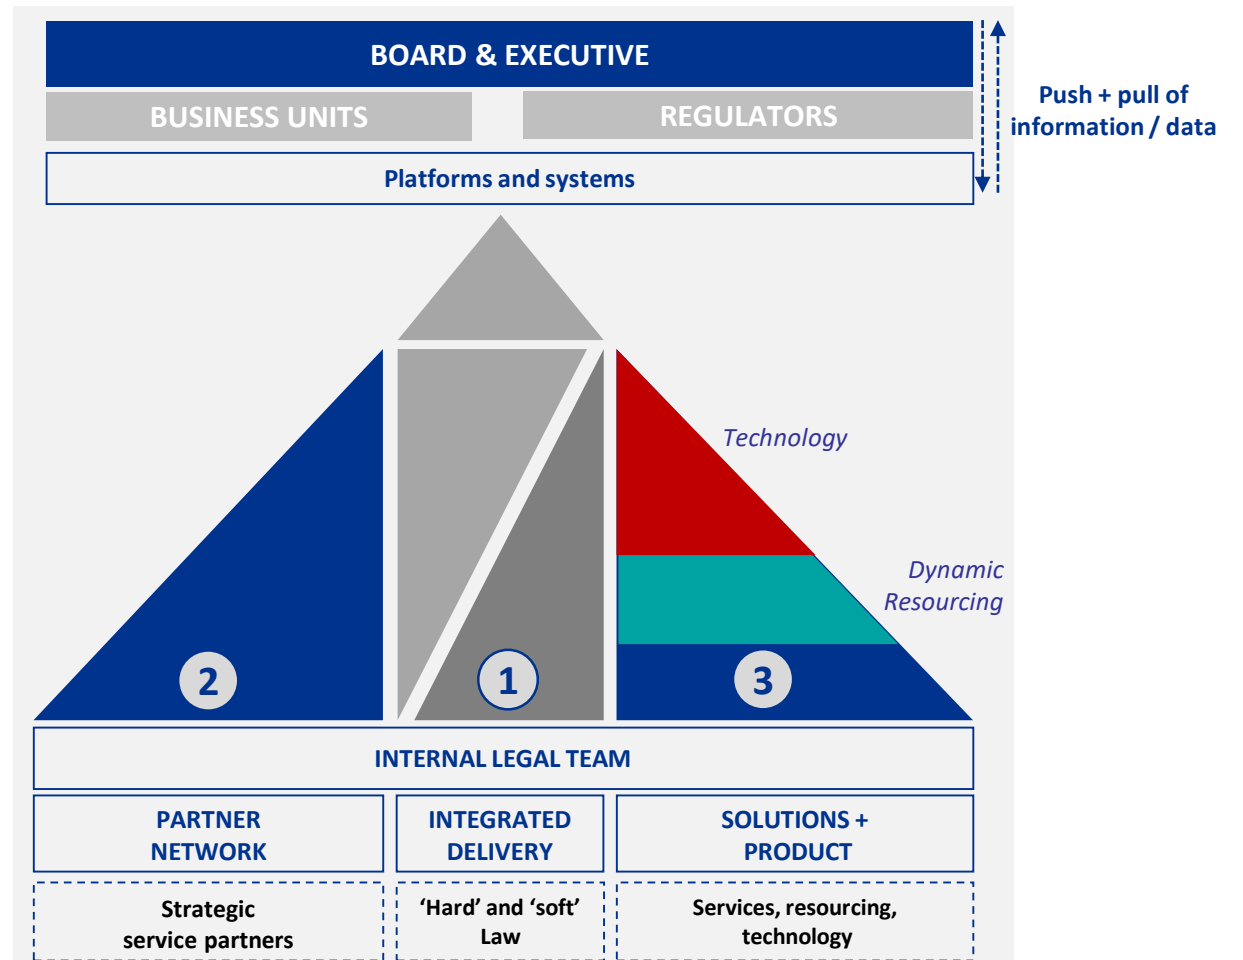 BOARD & EXECUTIVE
BUSINESS UNITS
REGULATORS
Push + pull of
information / data
Platforms and systems
Technology
Dynamic
Resourcing
2
1
3
INTERNAL LEGAL TEAM
PARTNER
NETWORK
INTEGRATED
DELIVERY
SOLUTIONS +
PRODUCT
Strategic
service partners
‘Hard’ and ‘soft’
Law
Services, resourcing,
technology